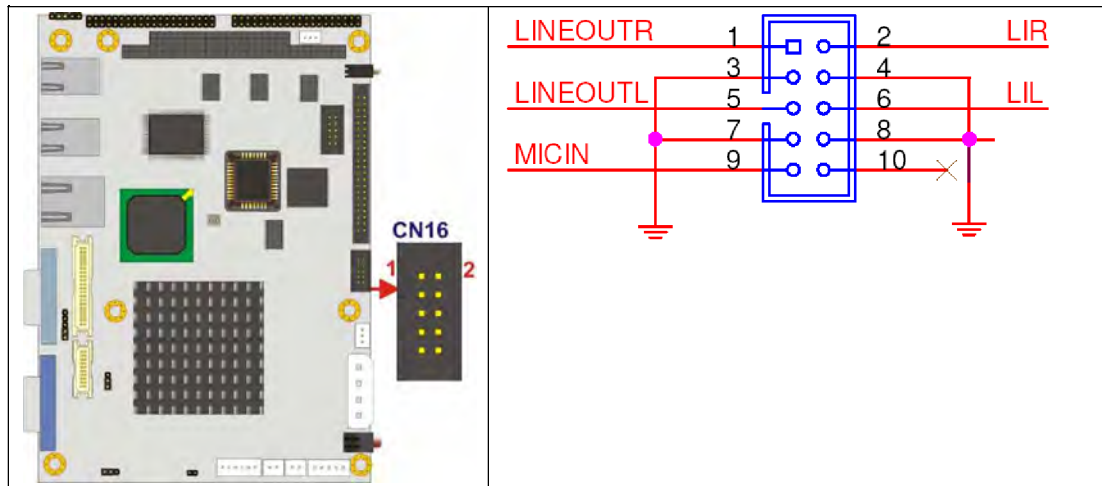 CN16
1 2
LINEOUTR 1 2 LIR
3 4
LINEOUTL 5 6 LIL
7 8
MICIN 9 10